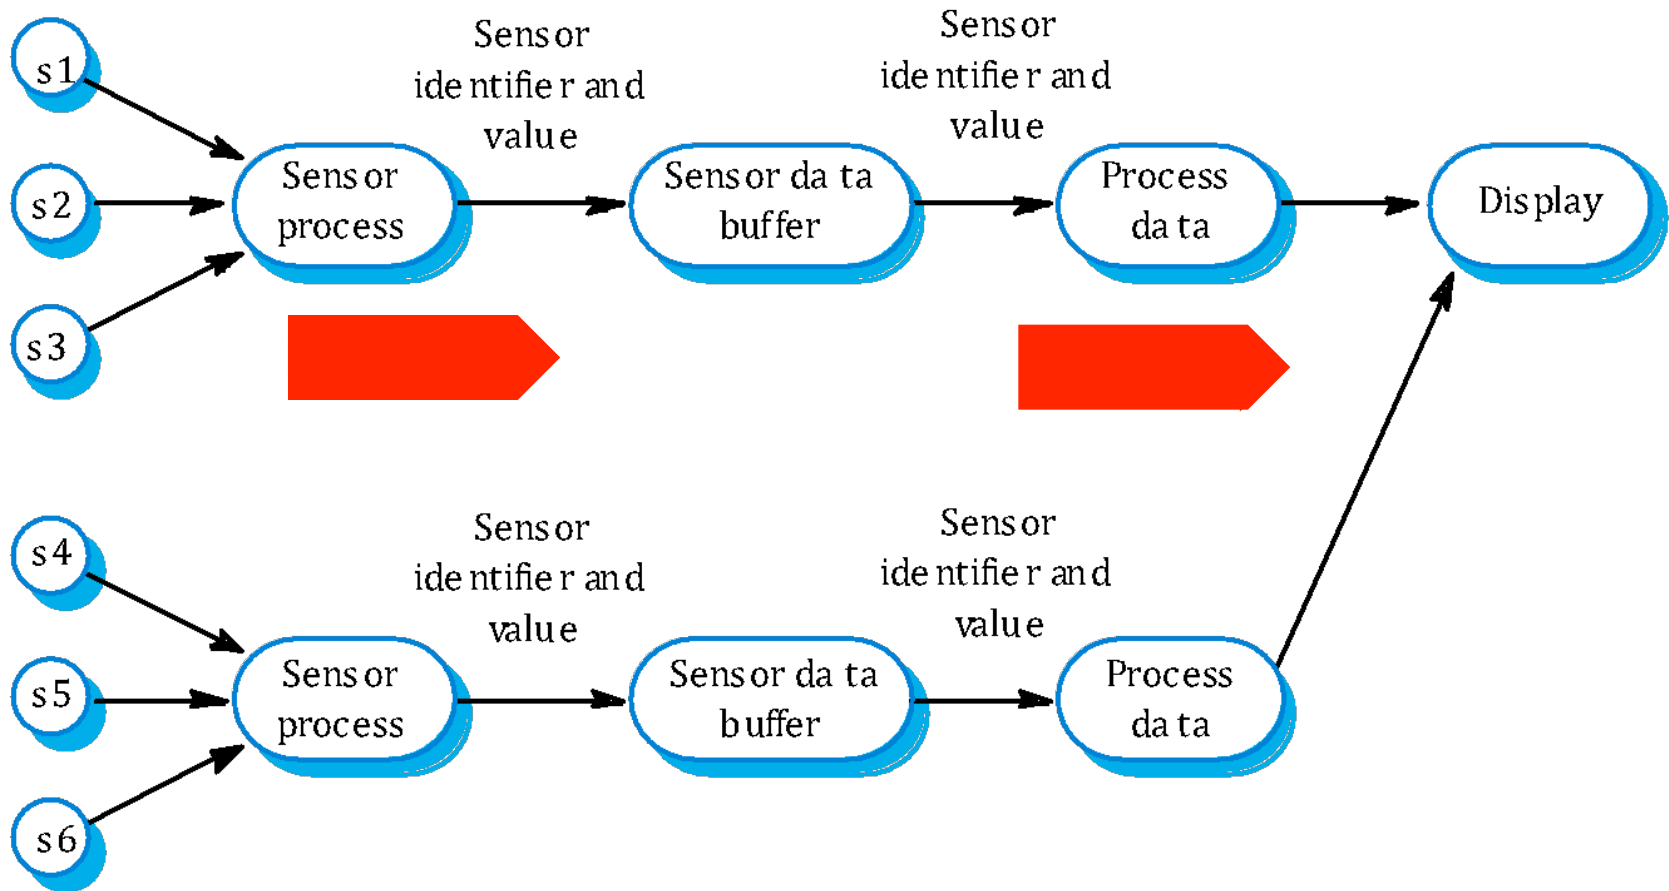 s1
Sensor
identifier and
value
Sensor
identifier and
value
s2
Sensor
process
Sensor data
buffer
Process
data
Display
s3
s4
Sensor
identifier and
value
Sensor
identifier and
value
s5
Sensor
process
Sensor data
buffer
Process
data
s6